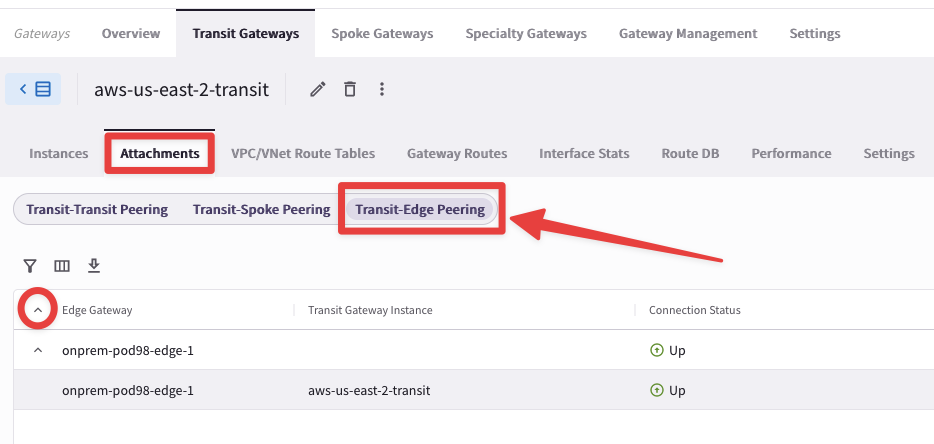 Gateways Overview Transit Gateways Spoke Gateways Specialty Gateways Gateway Management Settings
aws-us-east-2-transit
Instances Attachments VPC/VNet Route Tables Gateway Routes Interface Stats Route DB Performance Settings
Transit-Transit Peering Transit-Spoke Peering Transit-Edge Peering
Edge Gateway Transit Gateway Instance Connection Status
onprem-pod98-edge-1 Up
onprem-pod98-edge-1 aws-us-east-2-transit Up